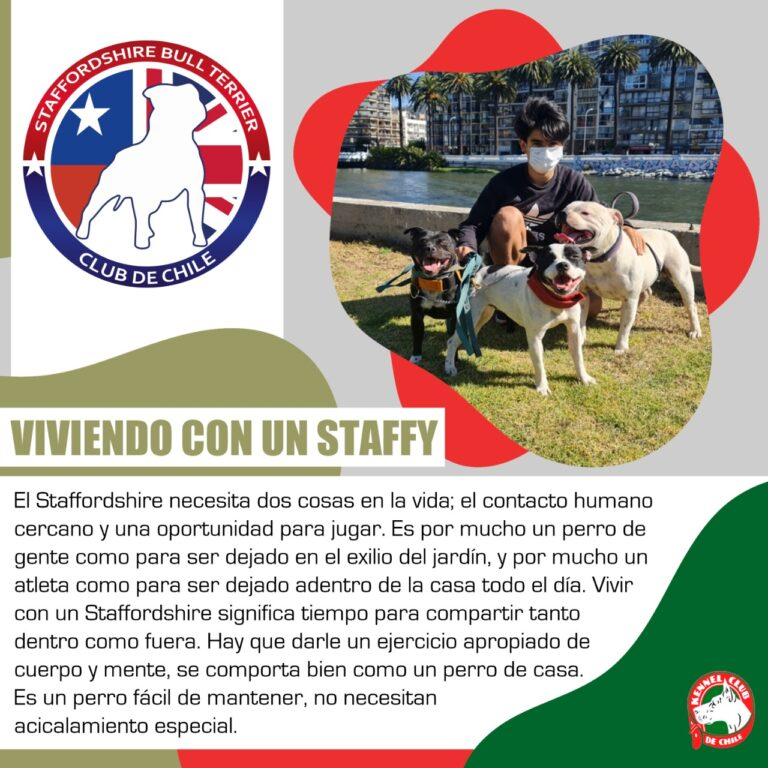 STAFFORDSHIRE BULL TERRIER
CLUB DE CHILE
VIVIENDO CON UN STAFFY
El Staffordshire necesita dos cosas en la vida; el contacto humano
cercano y una oportunidad para jugar. Es por mucho un perro de
gente como para ser dejado en el exilio del jardín, y por mucho un
atleta como para ser dejado adentro de la casa todo el día. Vivir
con un Staffordshire significa tiempo para compartir tanto
dentro como fuera. Hay que darle un ejercicio apropiado de
cuerpo y mente, se comporta bien como un perro de casa.
Es un perro fácil de mantener, no necesitan
acicalamiento especial.
KENNEL CLUB
DE CHILE